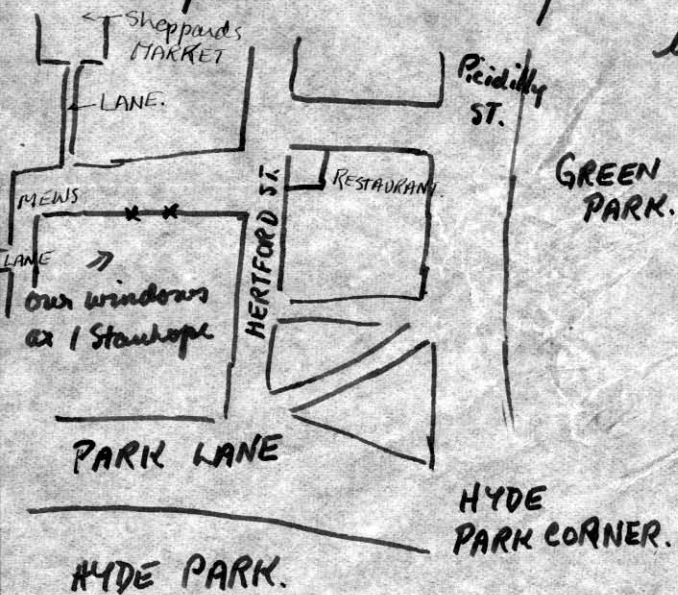 Sheppards
MARKET
LANE.
Picidilly
ST.
GREEN
PARK.
MEWS
HERTFORD ST.
RESTAURANT.
LANE
our windows
at 1 Stanhope
PARK LANE
HYDE
PARK CORNER.
HYDE PARK.